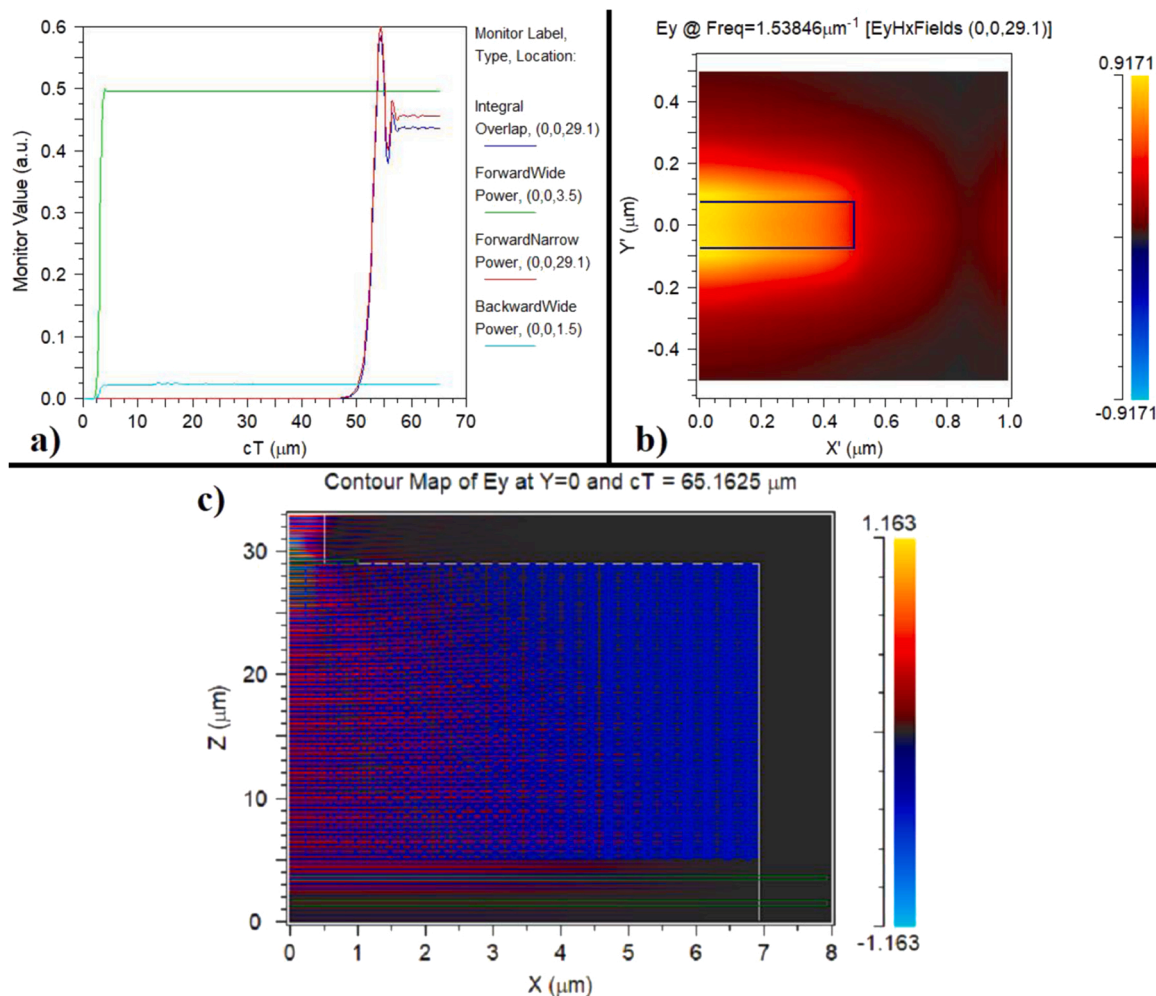 0.6
0.5
0.4
0.3
0.2
0.1
0.0
Monitor Value (a.u.)
0 10 20 30 40 50 60 70
cT (μm)
a)
Monitor Label,
Type, Location:
Integral
Overlap, (0,0,29.1)
ForwardWide
Power, (0,0,3.5)
ForwardNarrow
Power, (0,0,29.1)
BackwardWide
Power, (0,0,1.5)
Ey @ Freq=1.53846μm⁻¹ [EyHxFields (0,0,29.1)]
0.4
0.2
0.0
-0.2
-0.4
Y' (μm)
0.0 0.2 0.4 0.6 0.8 1.0
X' (μm)
b)
0.9171
-0.9171
Contour Map of Ey at Y=0 and cT = 65.1625 μm
c)
30
20
10
0
Z (μm)
0 1 2 3 4 5 6 7 8
X (μm)
1.163
-1.163